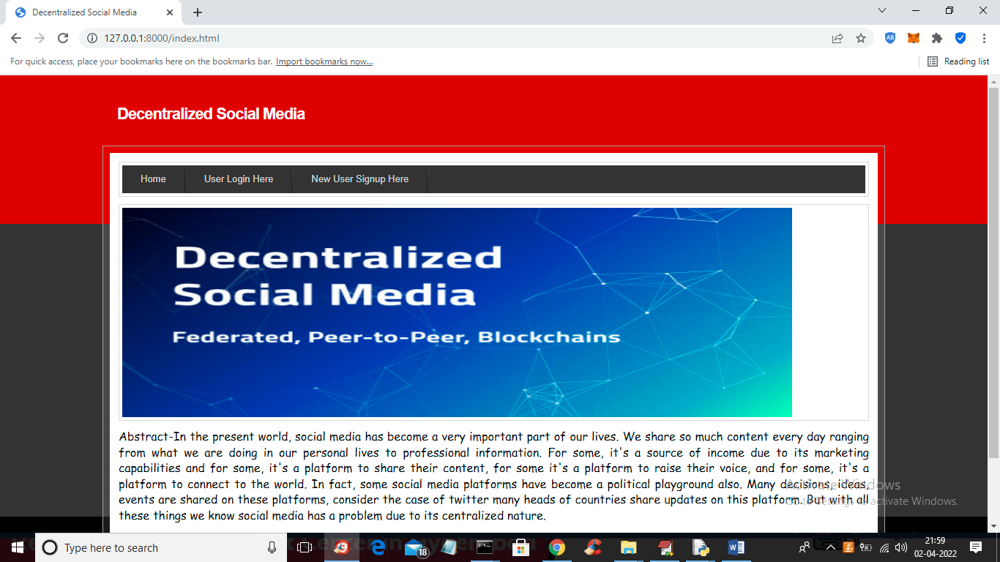 Decentralized Social Media
127.0.0.1:8000/index.html
AB
For quick access, place your bookmarks here on the bookmarks bar. Import bookmarks now...
Reading list
Decentralized Social Media
Home
User Login Here
New User Signup Here
Decentralized
Social Media
Federated, Peer-to-Peer, Blockchains
Abstract-In the present world, social media has become a very important part of our lives. We share so much content every day ranging
from what we are doing in our personal lives to professional information. For some, it's a source of income due to its marketing
capabilities and for some, it's a platform to share their content, for some it's a platform to raise their voice, and for some, it's a
platform to connect to the world. In fact, some social media platforms have become a political playground also. Many decisions, ideas,
events are shared on these platforms, consider the case of twitter many heads of countries share updates on this platform. But with all
these things we know social media has a problem due to its centralized nature.
Activate Windows
Go to Settings to activate Windows.
Type here to search
18
21:59
02-04-2022